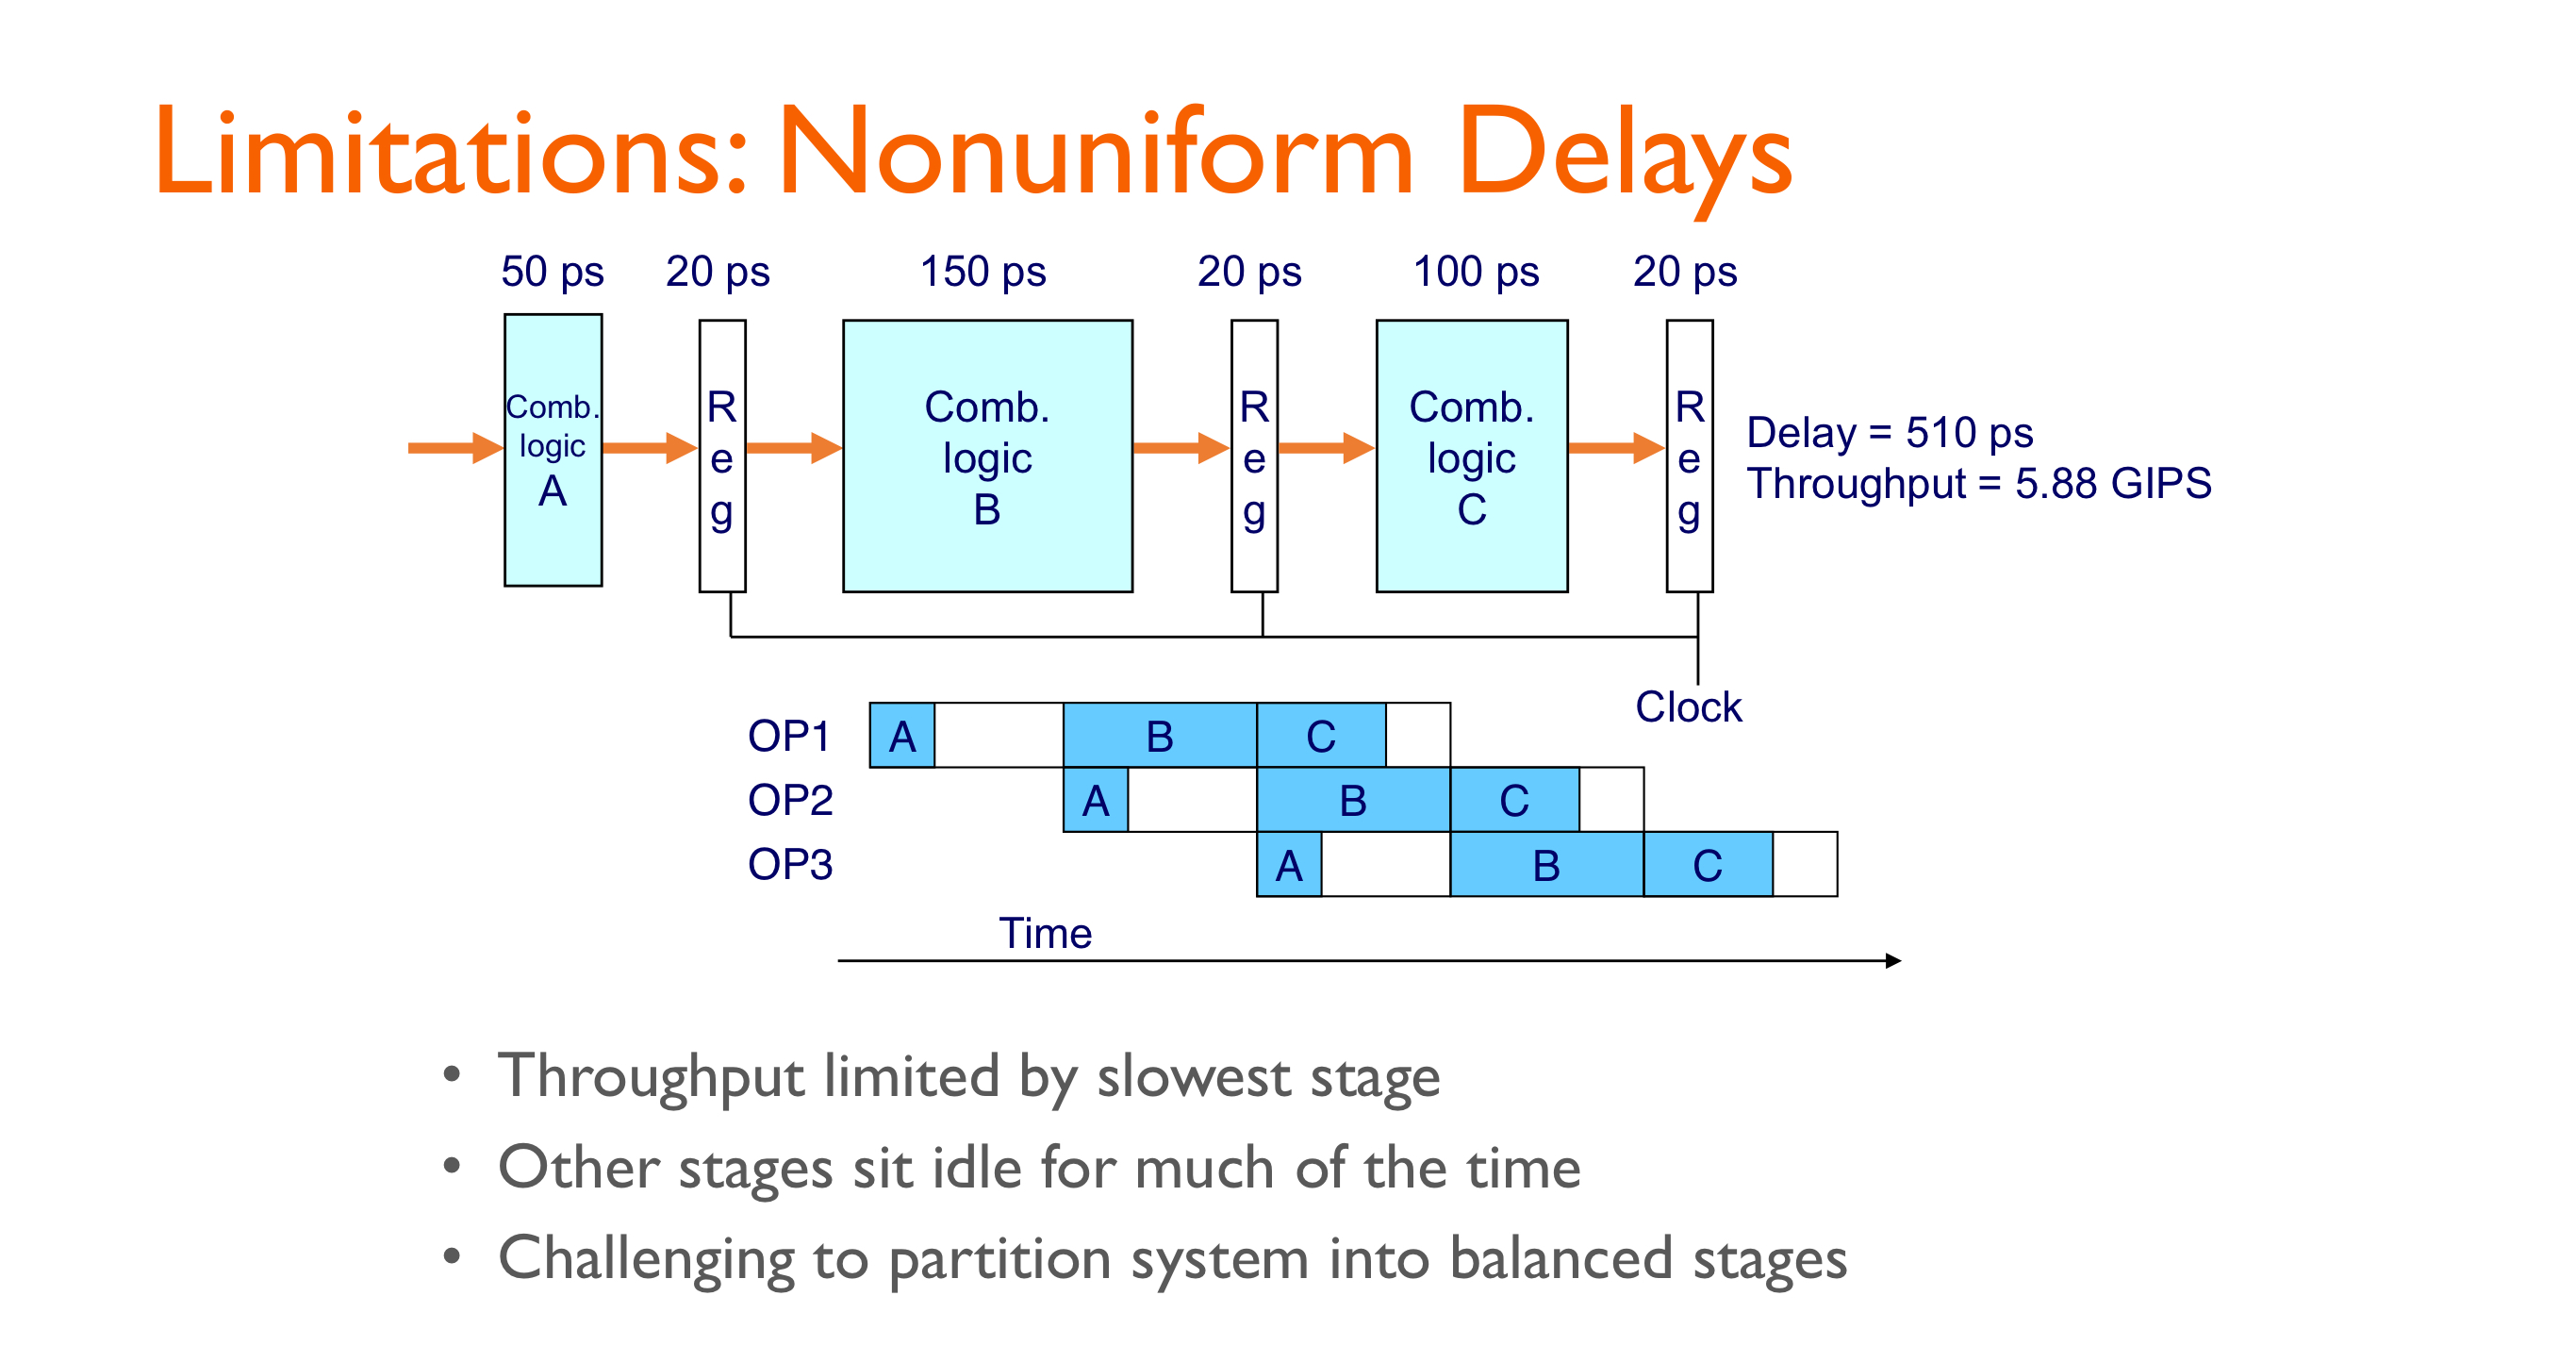 Limitations: Nonuniform Delays
50 ps 20 ps 150 ps 20 ps 100 ps 20 ps
Comb.
logic
A
R
e
g
Comb.
logic
B
R
e
g
Comb.
logic
C
R
e
g
Delay = 510 ps
Throughput = 5.88 GIPS
Clock
OP1 A B C
OP2 A B C
OP3 A B C
Time
• Throughput limited by slowest stage
• Other stages sit idle for much of the time
• Challenging to partition system into balanced stages